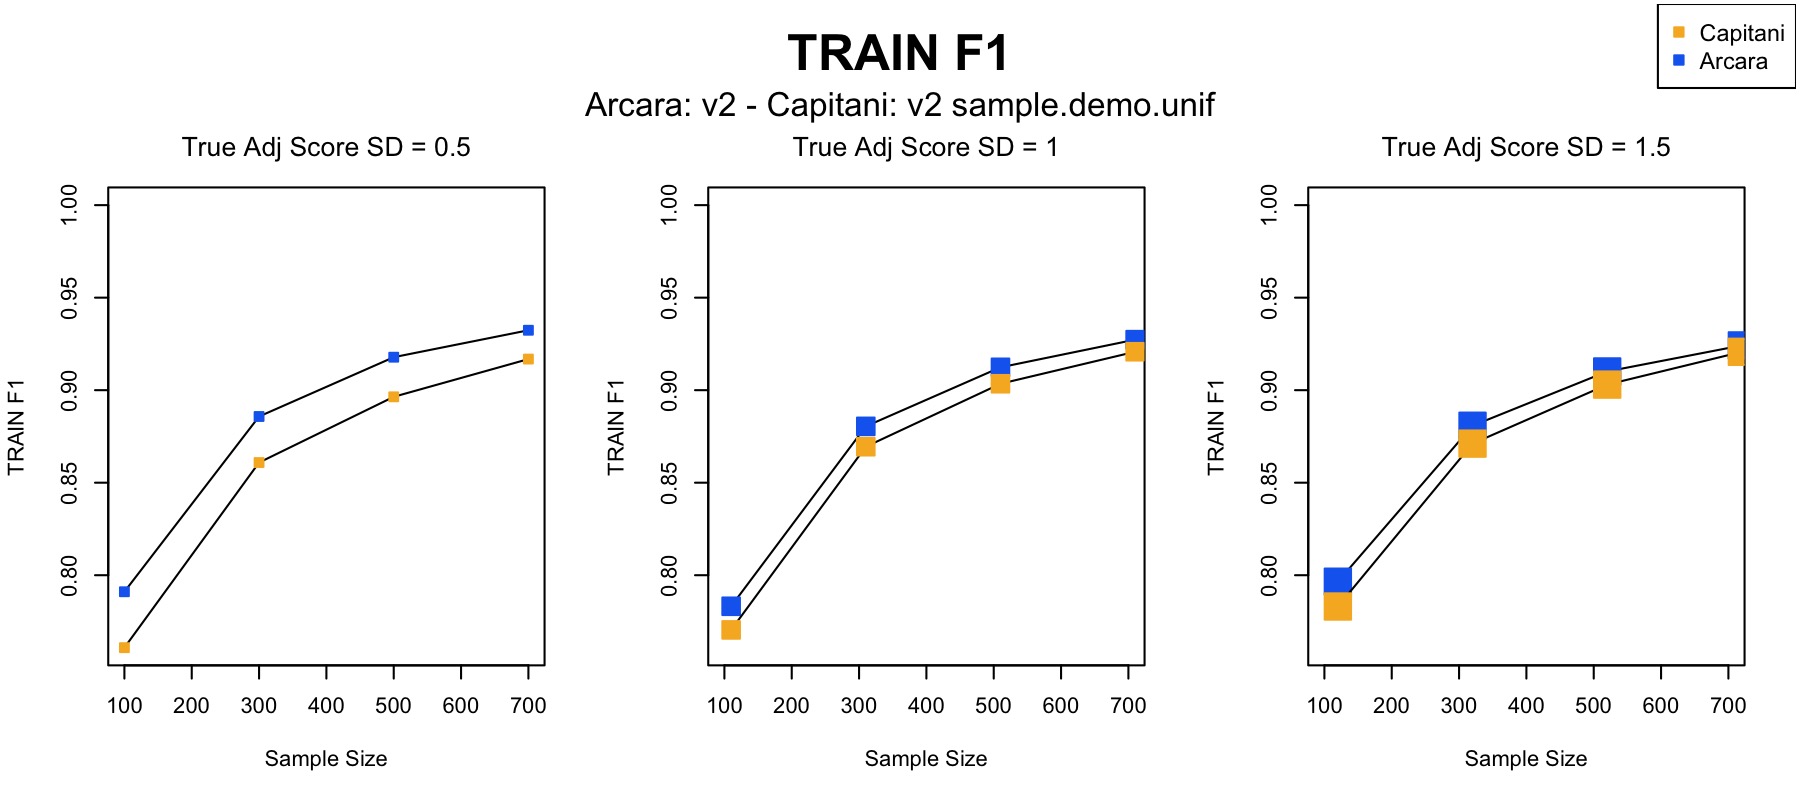 TRAIN F1
Arcara: v2 - Capitani: v2 sample.demo.unif
Capitani
Arcara
True Adj Score SD = 0.5
TRAIN F1
1.00
0.95
0.90
0.85
0.80
100 200 300 400 500 600 700
Sample Size
True Adj Score SD = 1
TRAIN F1
1.00
0.95
0.90
0.85
0.80
100 200 300 400 500 600 700
Sample Size
True Adj Score SD = 1.5
TRAIN F1
1.00
0.95
0.90
0.85
0.80
100 200 300 400 500 600 700
Sample Size